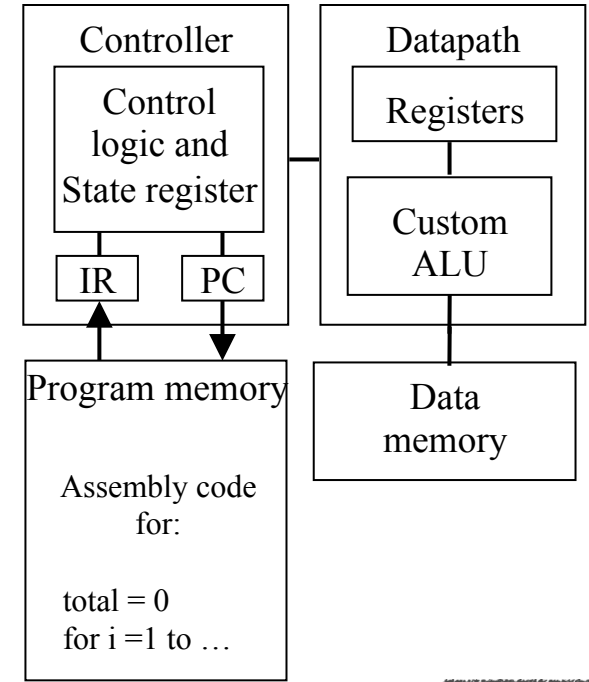 Controller
Control
logic and
State register
IR
PC
Datapath
Registers
Custom
ALU
Program memory
Assembly code
for:
total = 0
for i =1 to …
Data
memory